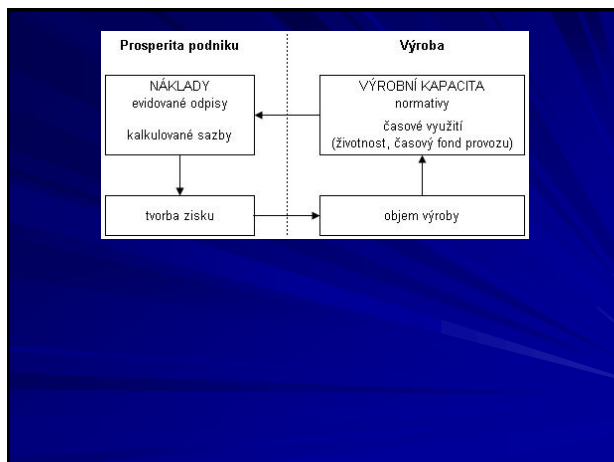 Prosperita podniku
Výroba
NÁKLADY
evidované odpisy
kalkulované sazby
VÝROBNÍ KAPACITA
normativy
časové využití
(životnost, časový fond provozu)
tvorba zisku
objem výroby